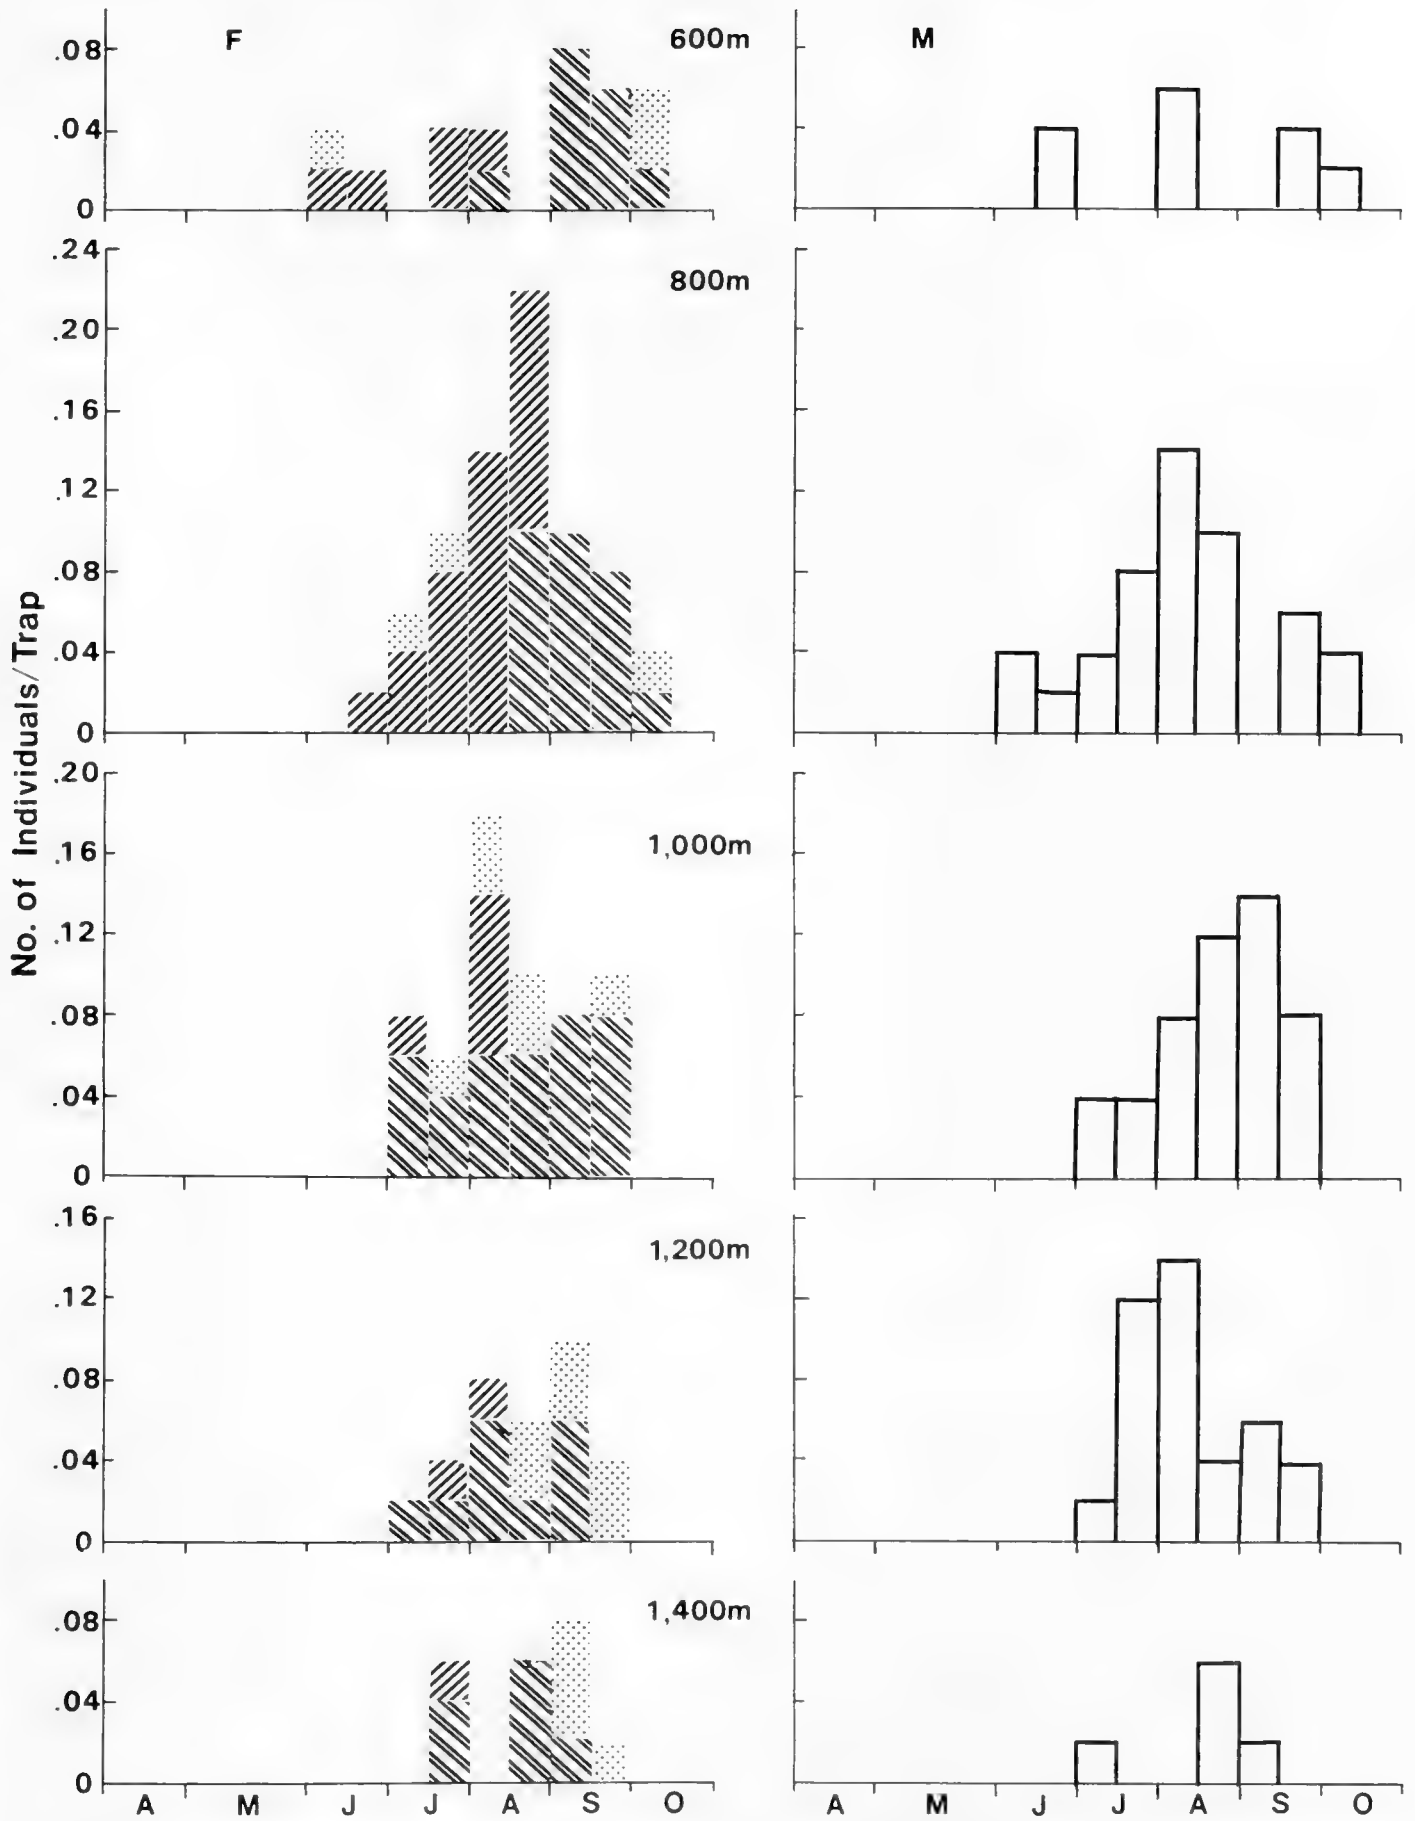 F
600m
M
.08
.04
0
800m
.24
.20
.16
.12
.08
.04
0
No. of Individuals/Trap
1,000m
.20
.16
.12
.08
.04
0
1,200m
.16
.12
.08
.04
0
1,400m
.08
.04
0
A M J J A S O
A M J J A S O